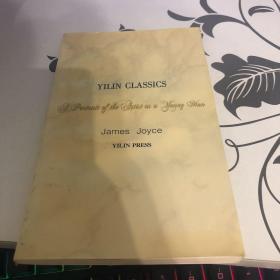 YILIN CLASSICS
A Portrait of the Artist as a Young Man
James Joyce
YILIN PRESS